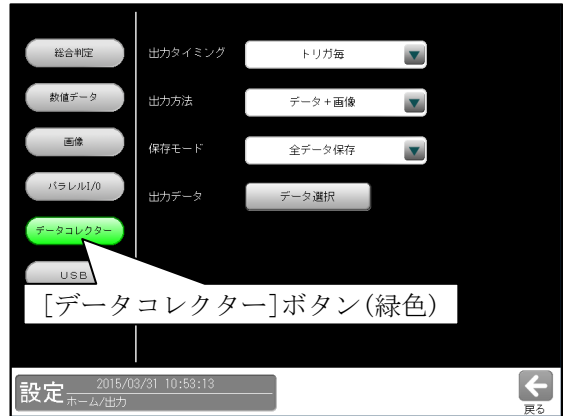 総合判定
出力タイミング
トリガ毎
数値データ
出力方法
データ+画像
画像
保存モード
全データ保存
パラレルI/O
出力データ
データ選択
データコレクター
USB
[データコレクター]ボタン(緑色)
設定
2015/03/31 10:53:13
ホーム/出力
戻る